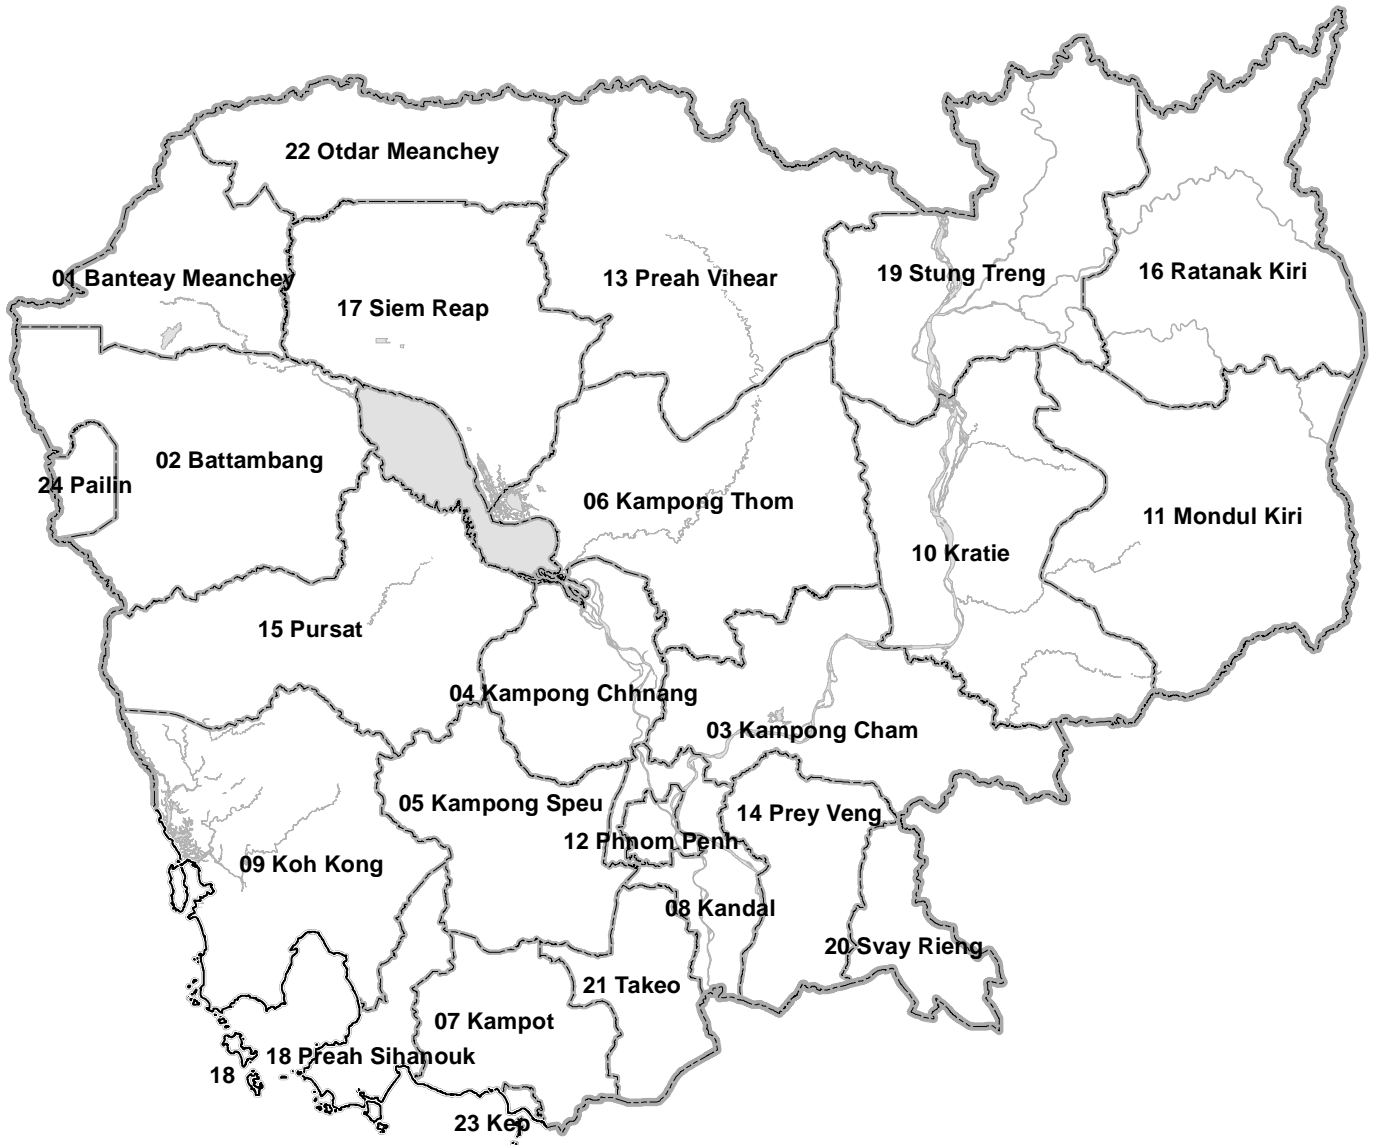 22 Otdar Meanchey
01 Banteay Meanchey
13 Preah Vihear
19 Stung Treng
16 Ratanak Kiri
17 Siem Reap
02 Battambang
24 Pailin
06 Kampong Thom
11 Mondul Kiri
10 Kratie
15 Pursat
04 Kampong Chhnang
03 Kampong Cham
05 Kampong Speu
14 Prey Veng
12 Phnom Penh
09 Koh Kong
08 Kandal
20 Svay Rieng
21 Takeo
07 Kampot
18 Preah Sihanouk
18
23 Kep